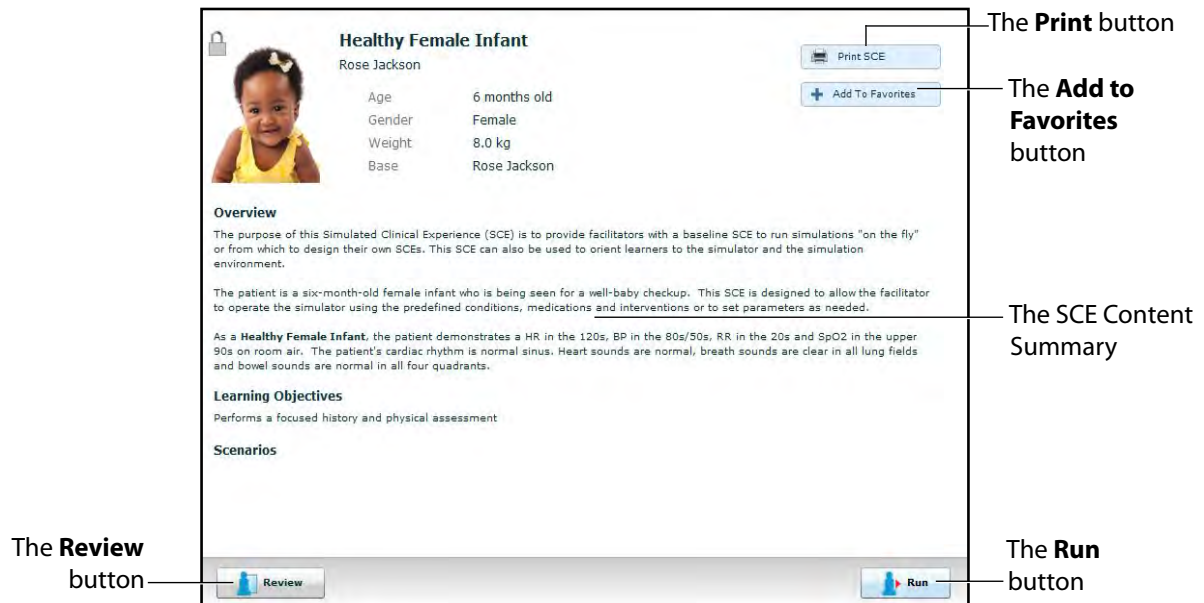 Healthy Female Infant
Rose Jackson
Age 6 months old
Gender Female
Weight 8.0 kg
Base Rose Jackson
Print SCE
Add To Favorites
The Print button
The Add to
Favorites
button
Overview
The purpose of this Simulated Clinical Experience (SCE) is to provide facilitators with a baseline SCE to run simulations "on the fly"
or from which to design their own SCEs. This SCE can also be used to orient learners to the simulator and the simulation
environment.
The patient is a six-month-old female infant who is being seen for a well-baby checkup. This SCE is designed to allow the facilitator
to operate the simulator using the predefined conditions, medications and interventions or to set parameters as needed.
As a Healthy Female Infant, the patient demonstrates a HR in the 120s, BP in the 80s/50s, RR in the 20s and SpO2 in the upper
90s on room air. The patient's cardiac rhythm is normal sinus. Heart sounds are normal, breath sounds are clear in all lung fields
and bowel sounds are normal in all four quadrants.
The SCE Content
Summary
Learning Objectives
Performs a focused history and physical assessment
Scenarios
The Review
button
Review
Run
The Run
button